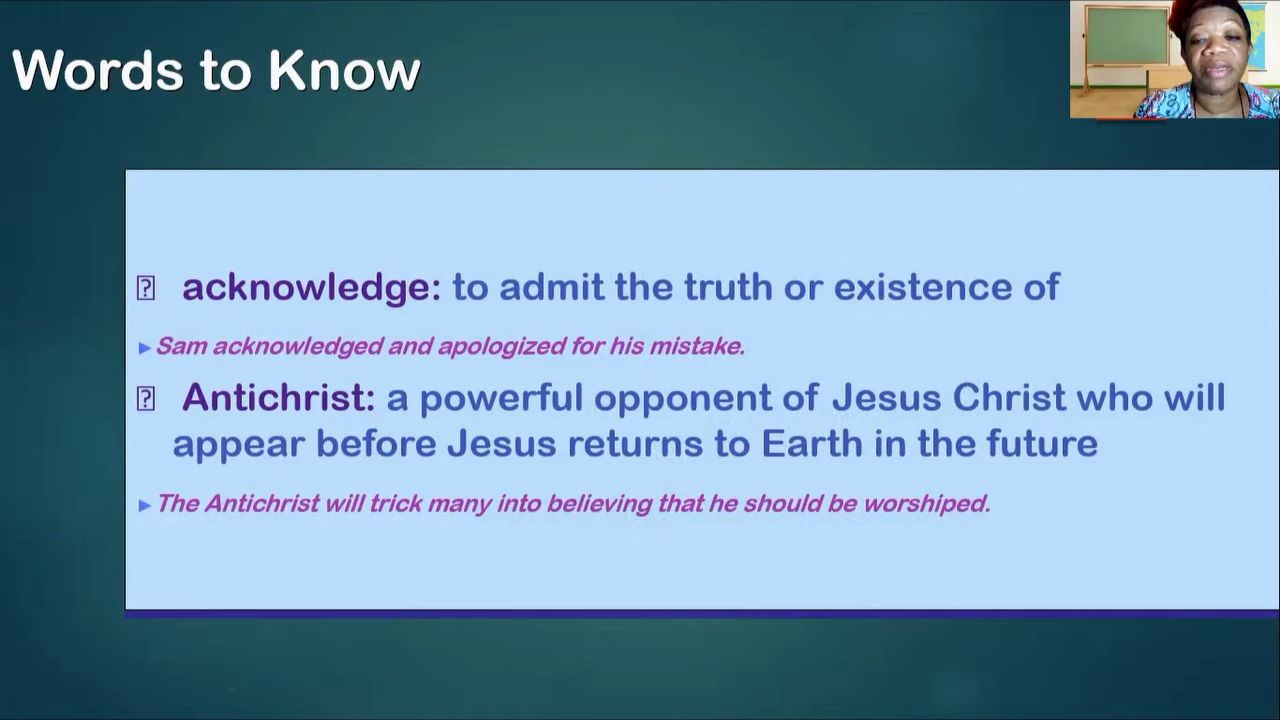 Words to Know
acknowledge: to admit the truth or existence of
Sam acknowledged and apologized for his mistake.
Antichrist: a powerful opponent of Jesus Christ who will
appear before Jesus returns to Earth in the future
The Antichrist will trick many into believing that he should be worshiped.